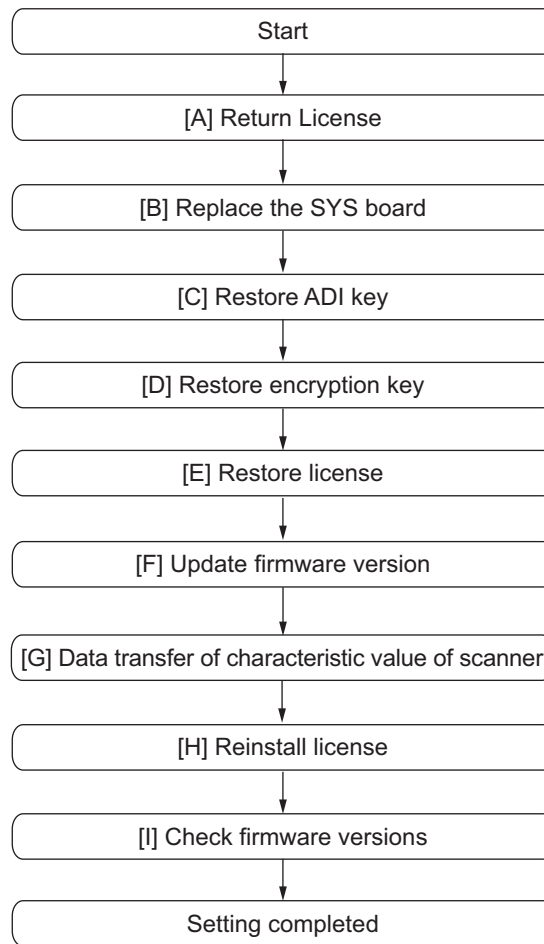 Start
[A] Return License
[B] Replace the SYS board
[C] Restore ADI key
[D] Restore encryption key
[E] Restore license
[F] Update firmware version
[G] Data transfer of characteristic value of scanner
[H] Reinstall license
[I] Check firmware versions
Setting completed